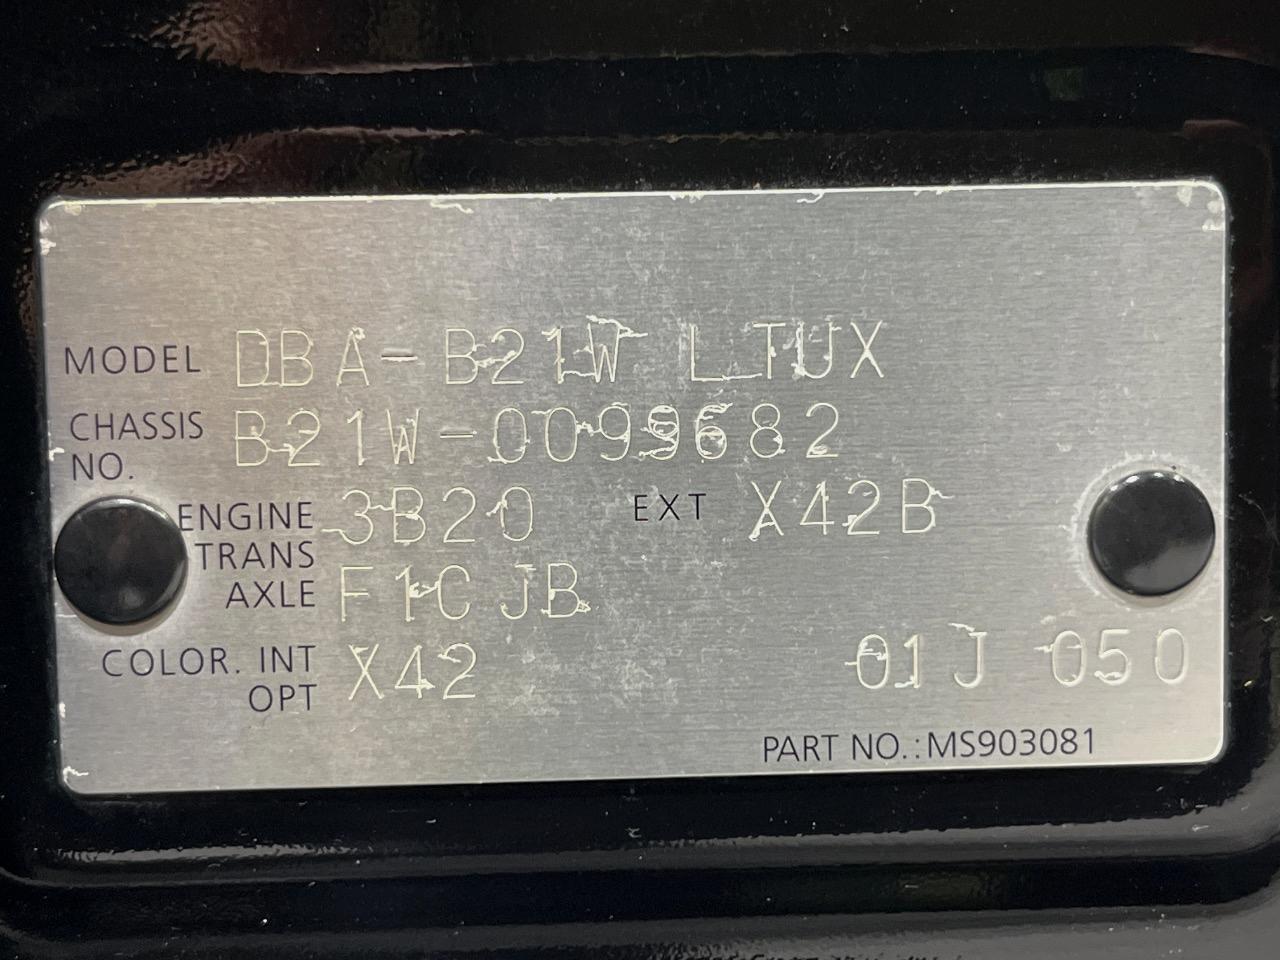 MODEL DBA-B21W LTUX
CHASSIS NO. B21W-0099682
ENGINE 3B20 EXT X42B
TRANS AXLE F1CJB
COLOR. INT OPT X42 01J 050
PART NO.:MS903081